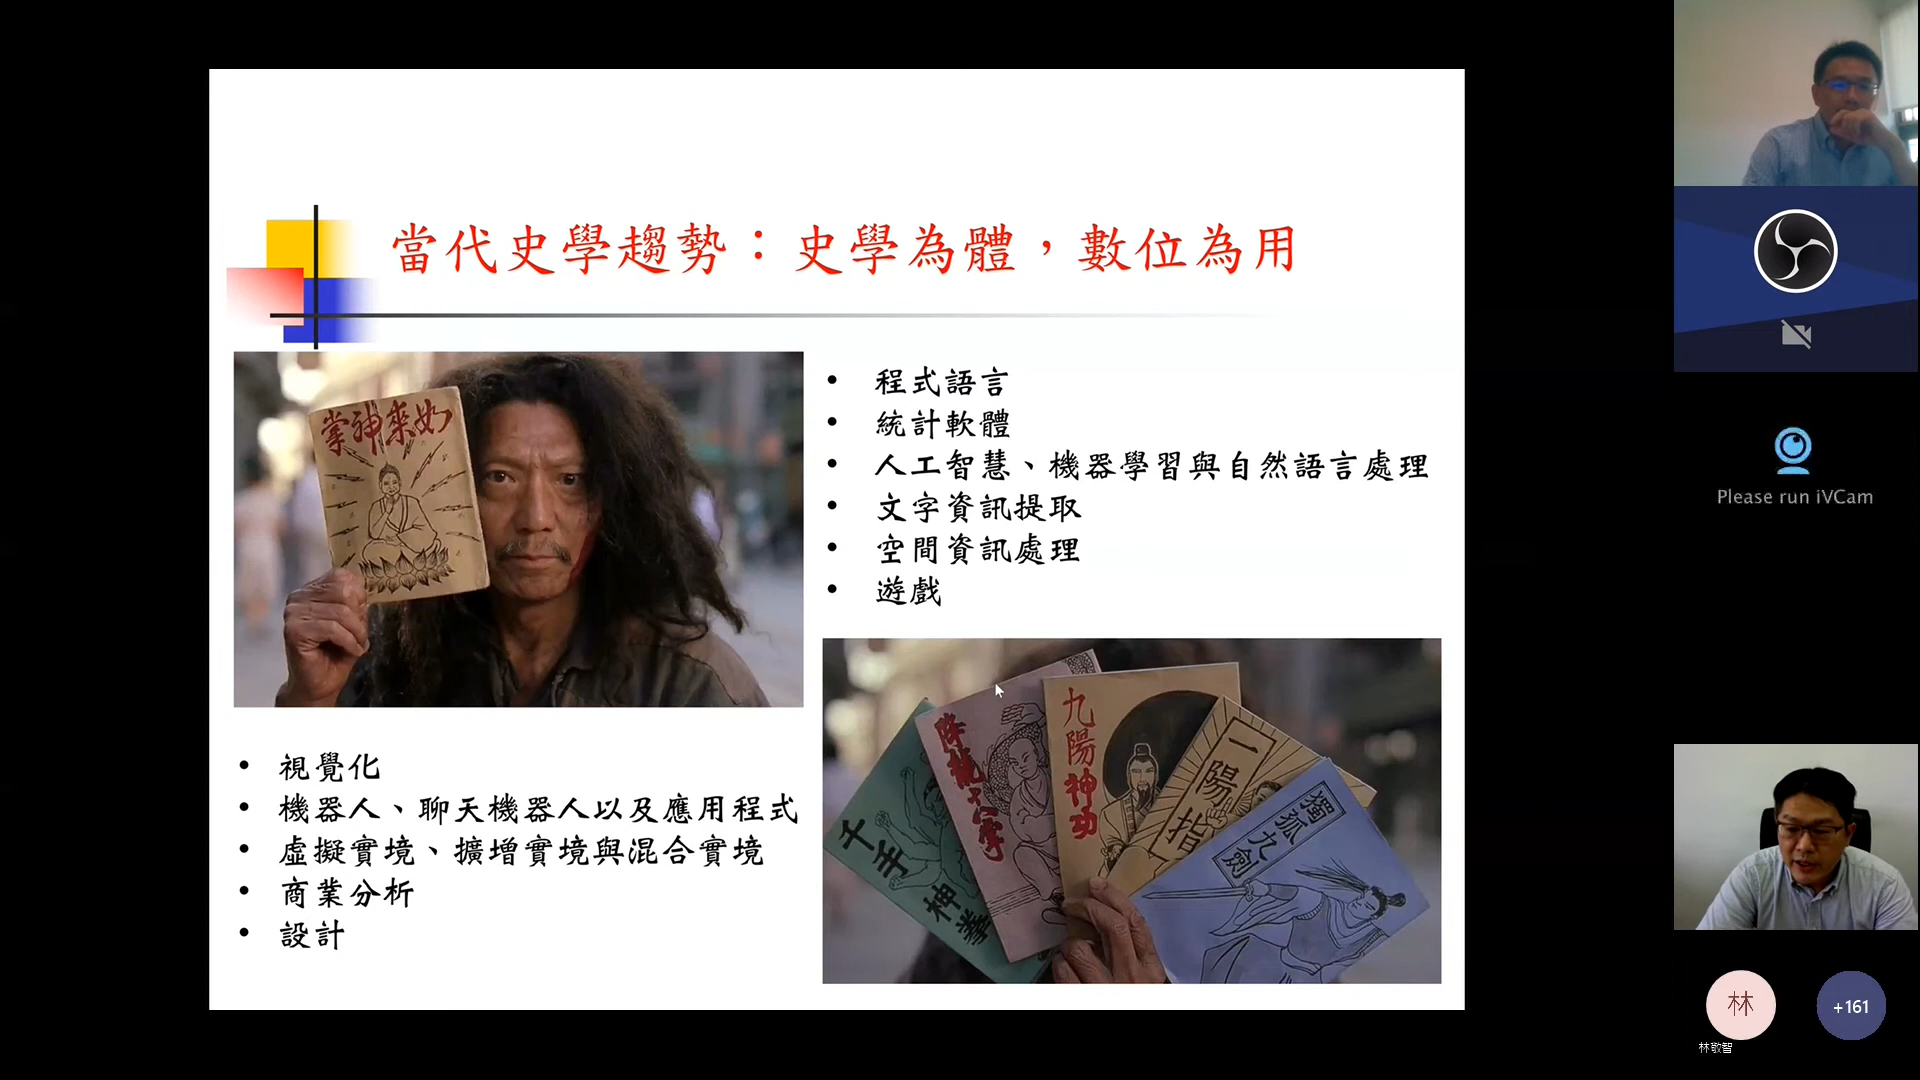 當代史學趨勢：史學為體，數位為用
如來神掌
• 程式語言
• 統計軟體
• 人工智慧、機器學習與自然語言處理
• 文字資訊提取
• 空間資訊處理
• 遊戲
• 視覺化
• 機器人、聊天機器人以及應用程式
• 虛擬實境、擴增實境與混合實境
• 商業分析
• 設計
千手神拳
降龍十八掌
九陽神功
一陽指
獨孤九劍
Please run iVCam
林
+161
林敬智